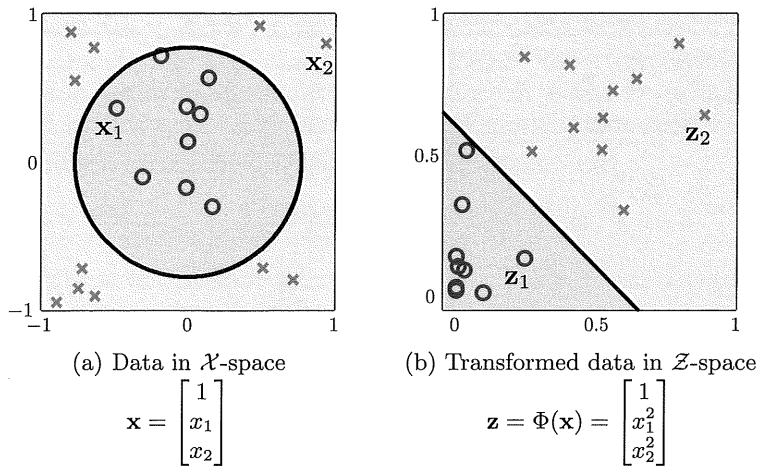 1
0
−1
−1
0
1
x₁
x₂
1
0.5
0
0
0.5
1
z₁
z₂
(a) Data in 𝒳-space
x = [1
x₁
x₂]
(b) Transformed data in 𝒵-space
z = Φ(x) = [1
x₁²
x₂²]